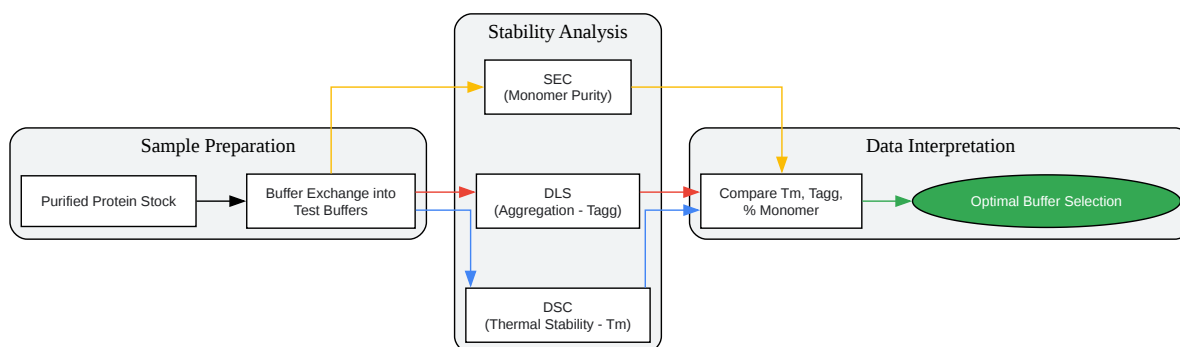 Stability Analysis
SEC
(Monomer Purity)
Sample Preparation
Purified Protein Stock
Buffer Exchange into
Test Buffers
DLS
(Aggregation - Tagg)
DSC
(Thermal Stability - Tm)
Data Interpretation
Compare Tm, Tagg,
% Monomer
Optimal Buffer Selection